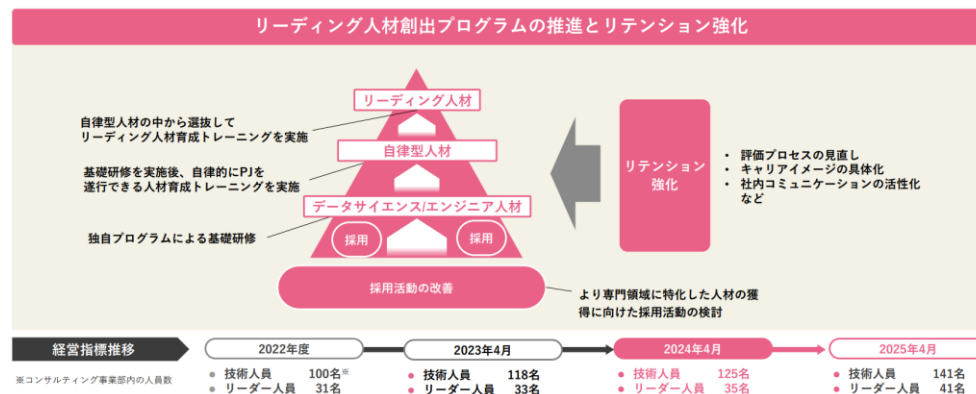 リーディング人材創出プログラムの推進とリテンション強化
リーディング人材
自律型人材の中から選抜して
リーディング人材育成トレーニングを実施
自律型人材
基礎研修を実施後、自律的にPJを
遂行できる人材育成トレーニングを実施
データサイエンス/エンジニア人材
独自プログラムによる基礎研修
採用
採用
採用活動の改善
より専門領域に特化した人材の獲
得に向けた採用活動の検討
リテンション
強化
• 評価プロセスの見直し
• キャリアイメージの具体化
• 社内コミュニケーションの活性化
など
経営指標推移
※コンサルティング事業部内の人員数
2022年度
• 技術人員 100名※
• リーダー人員 31名
2023年4月
• 技術人員 118名
• リーダー人員 33名
2024年4月
• 技術人員 125名
• リーダー人員 35名
2025年4月
• 技術人員 141名
• リーダー人員 41名